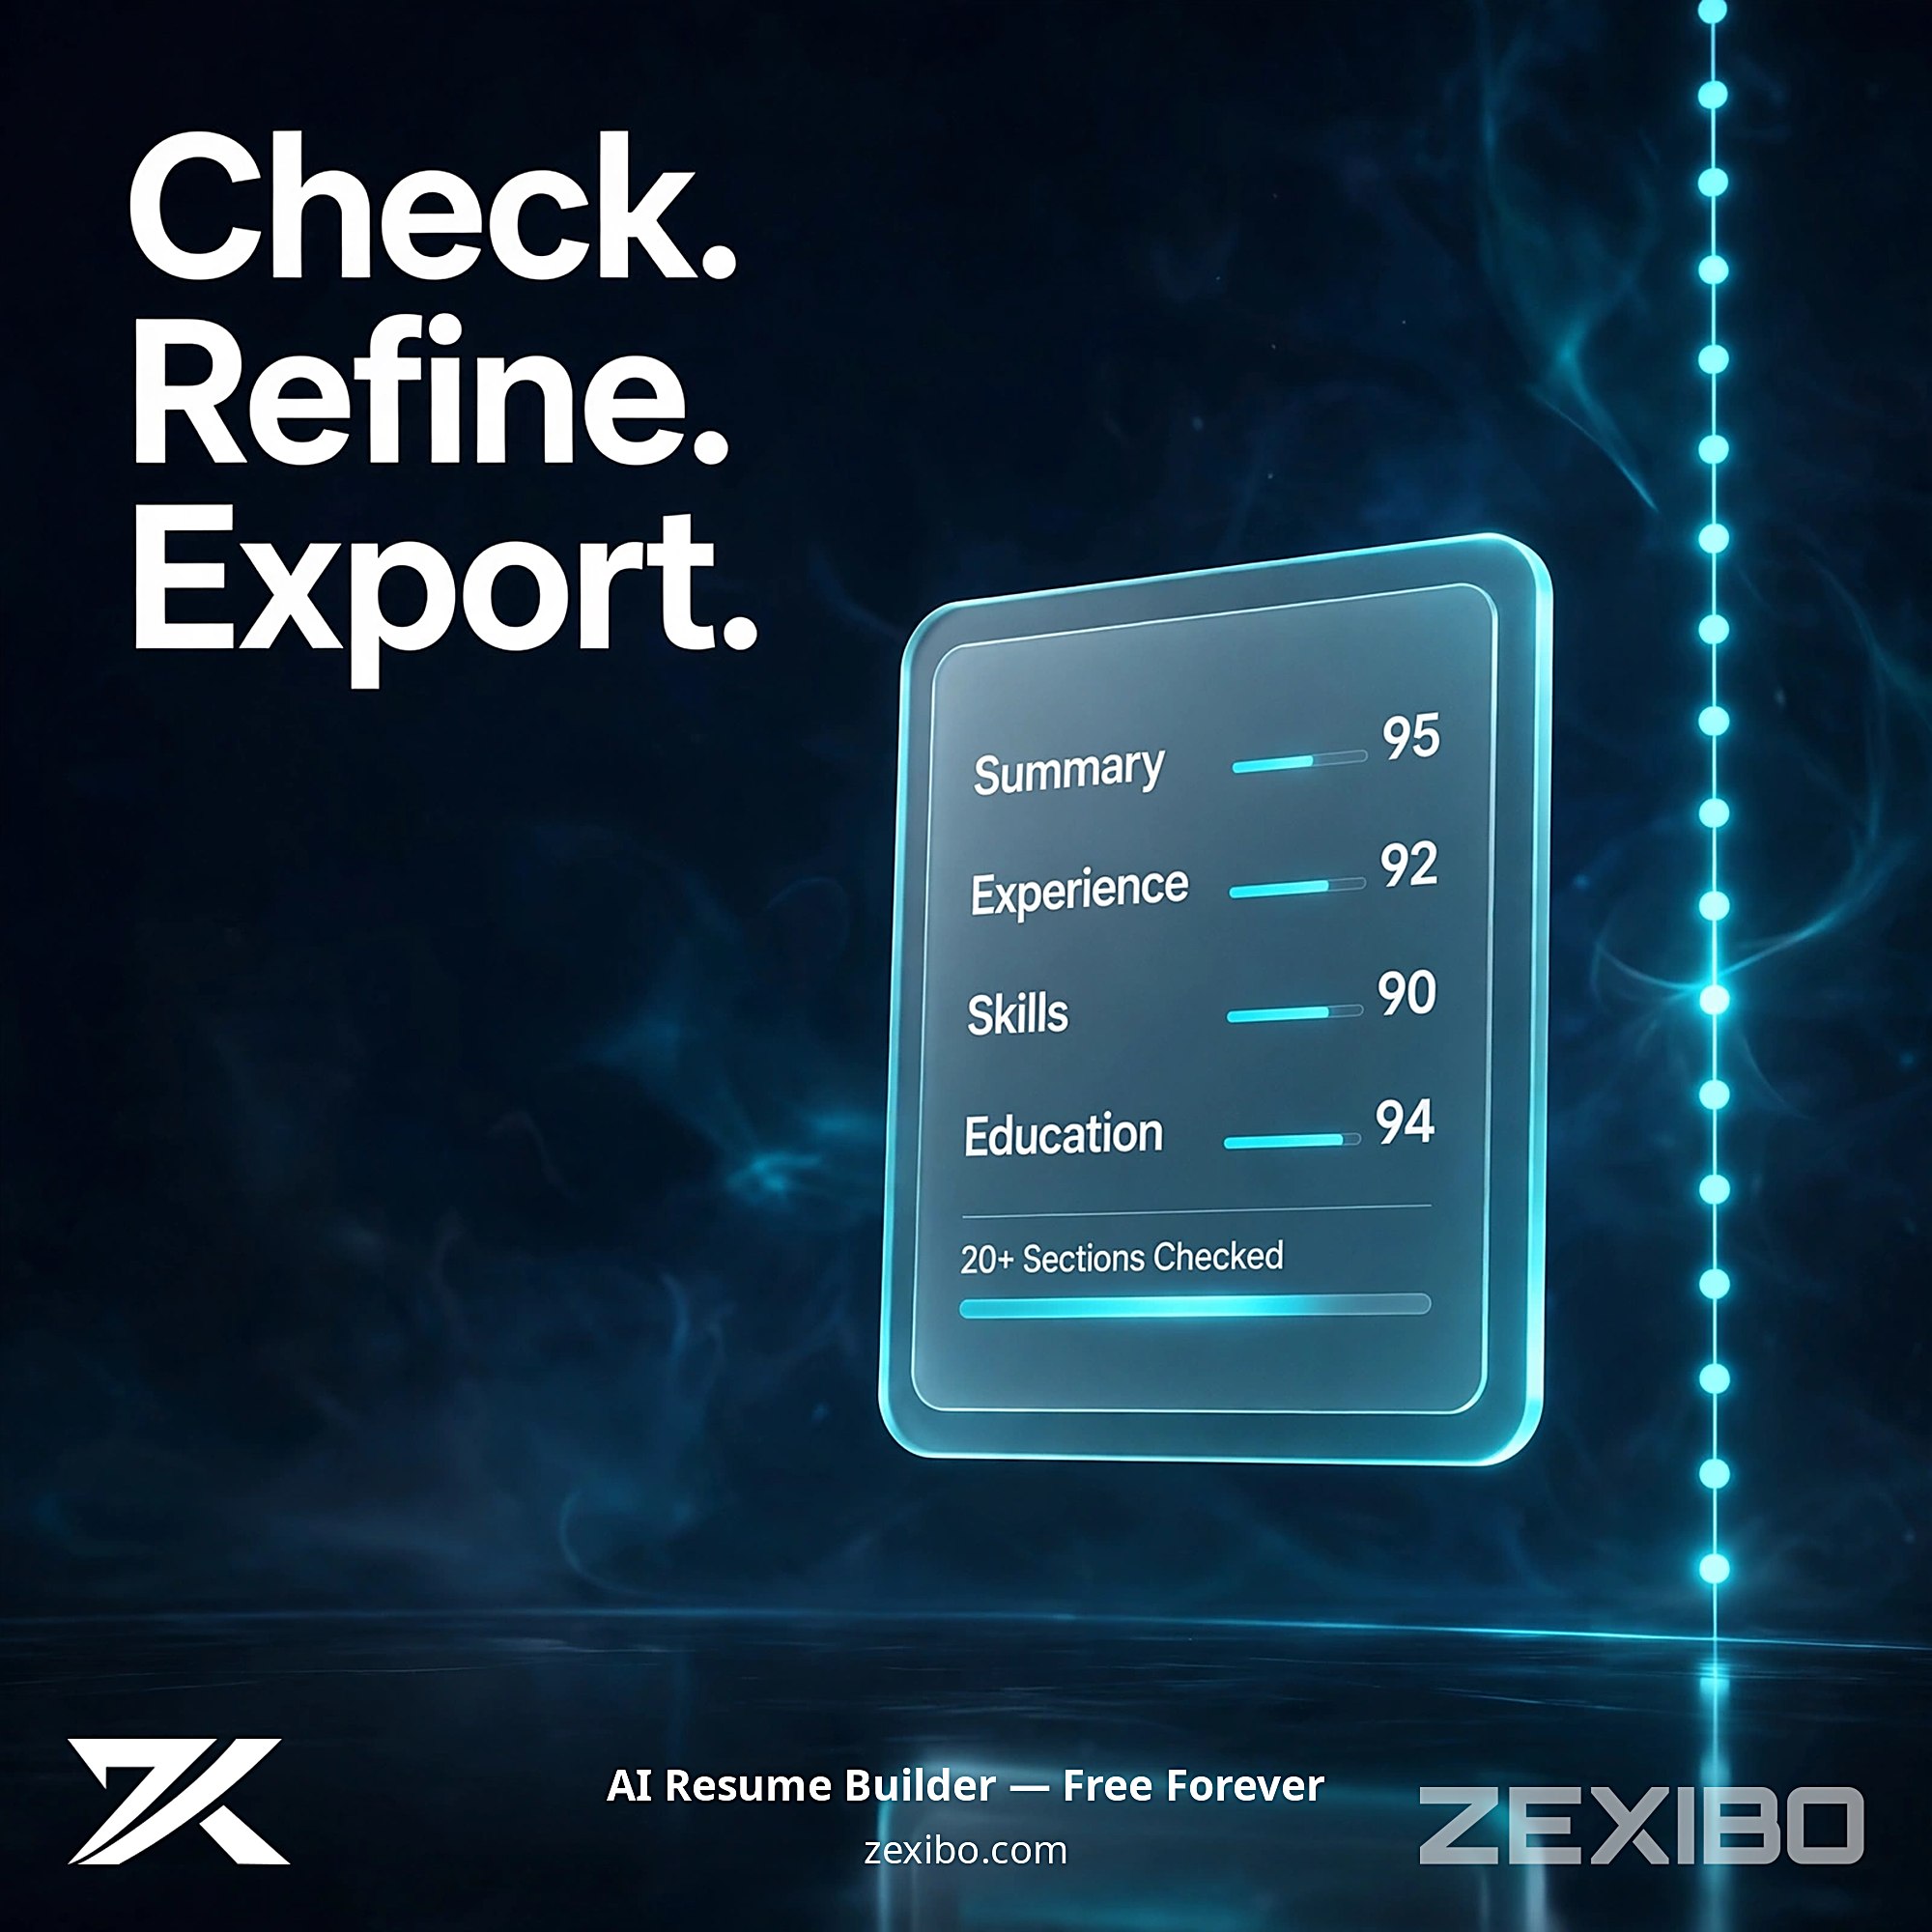 Check.
Refine.
Export.
Summary 95
Experience 92
Skills 90
Education 94
20+ Sections Checked
AI Resume Builder — Free Forever
zexibo.com
ZEXIBO